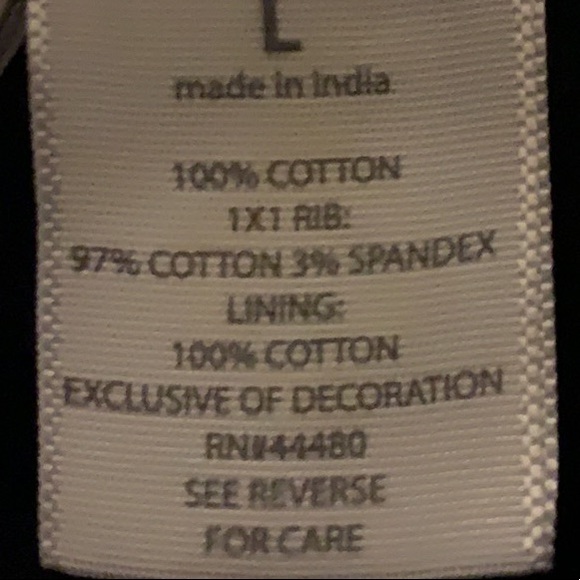 L
made in india
100% COTTON
1X1 RIB:
97% COTTON 3% SPANDEX
LINING:
100% COTTON
EXCLUSIVE OF DECORATION
RN#44480
SEE REVERSE
FOR CARE